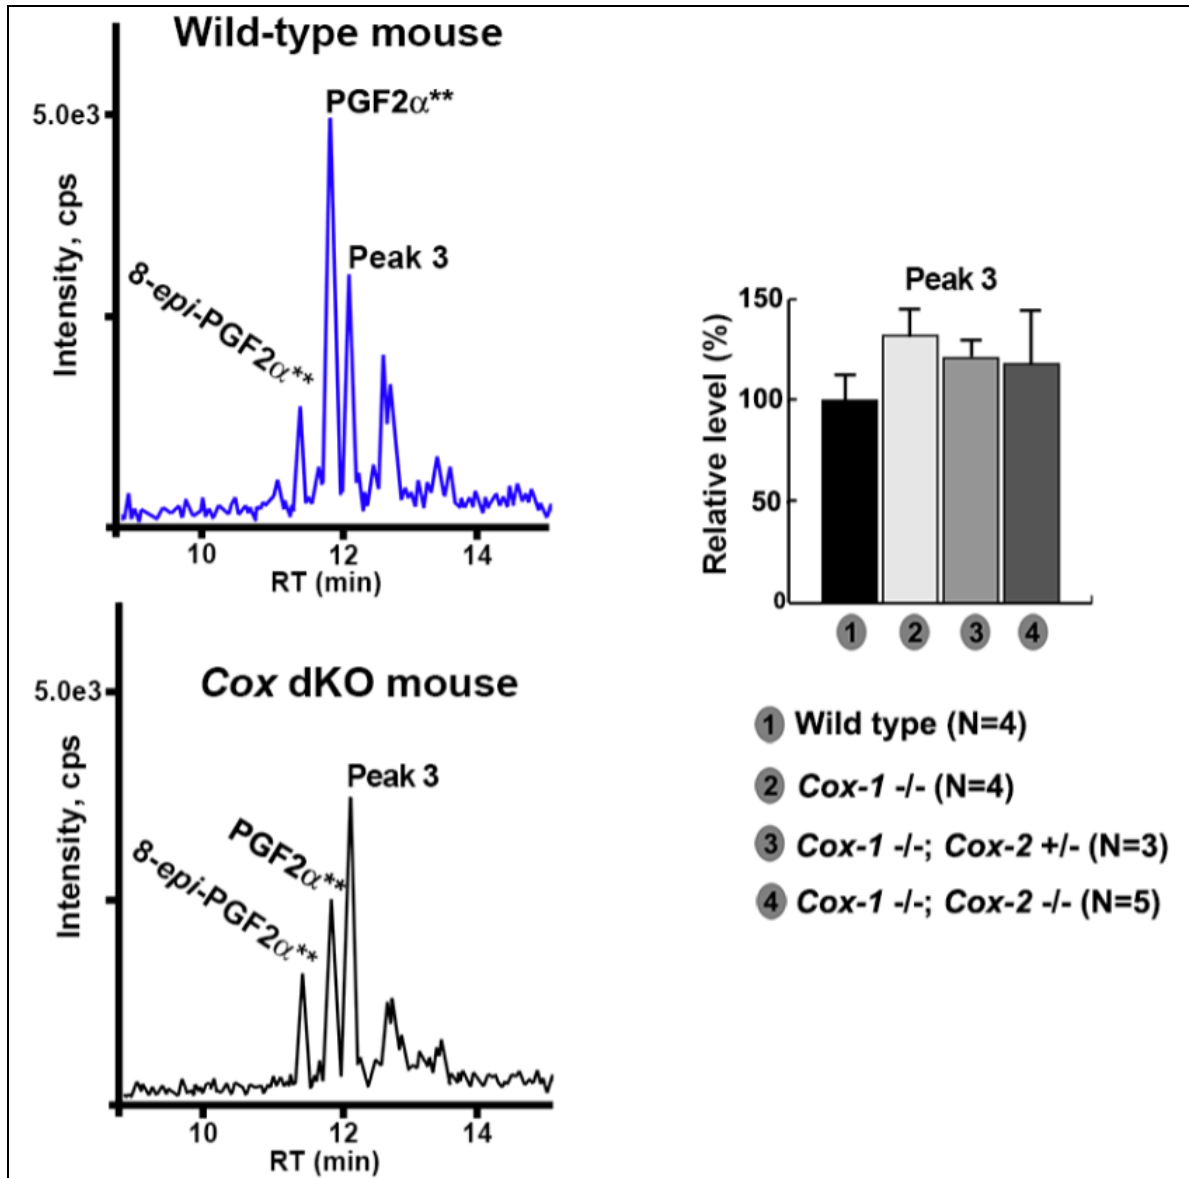 Wild-type mouse
PGF2α**
5.0e3
Peak 3
8-epi-PGF2α**
Intensity, cps
10 12 14
RT (min)
Cox dKO mouse
5.0e3
Peak 3
PGF2α**
8-epi-PGF2α**
Intensity, cps
10 12 14
RT (min)
Peak 3
150
100
50
0
Relative level (%)
1 2 3 4
1 Wild type (N=4)
2 Cox-1 -/- (N=4)
3 Cox-1 -/-; Cox-2 +/- (N=3)
4 Cox-1 -/-; Cox-2 -/- (N=5)